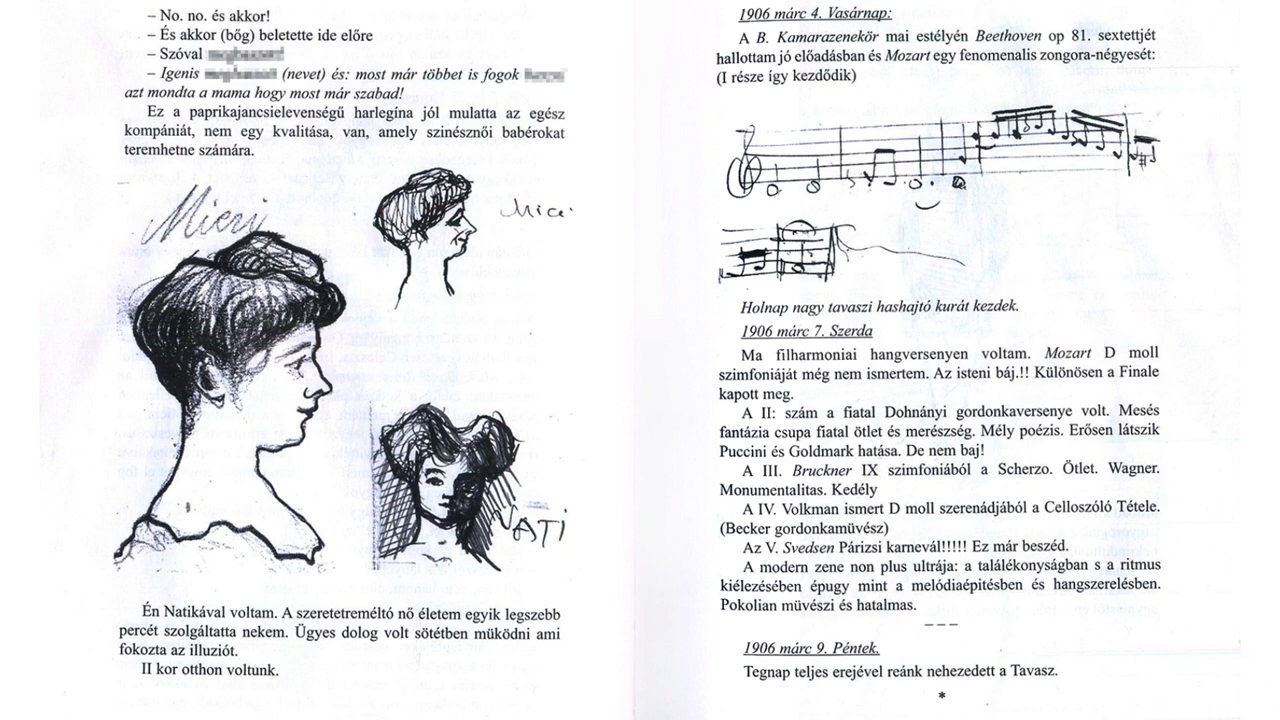 – No. no. és akkor!
– És akkor (bőg) beletette ide előre
– Szóval
– Igenis (nevet) és: most már többet is fogok
azt mondta a mama hogy most már szabad!
Ez a paprikajancsielevenségű harlegina jól mulatta az egész
kompániát, nem egy kvalitása, van, amely szinésznői babérokat
teremhetne számára.
Mici
Mici
NATI
Én Natikával voltam. A szeretetreméltó nő életem egyik legszebb
percét szolgáltatta nekem. Ügyes dolog volt sötétben müködni ami
fokozta az illuziót.
II kor otthon voltunk.
1906 márc 4. Vasárnap:
A B. Kamarazenekör mai estélyén Beethoven op 81. sextettjét
hallottam jó előadásban és Mozart egy fenomenalis zongora-négyesét:
(I része így kezdődik)
Holnap nagy tavaszi hashajtó kurát kezdek.
1906 márc 7. Szerda
Ma filharmoniai hangversenyen voltam. Mozart D moll
szimfoniáját még nem ismertem. Az isteni báj.!! Különösen a Finale
kapott meg.
A II: szám a fiatal Dohnányi gordonkaversenye volt. Mesés
fantázia csupa fiatal ötlet és merészség. Mély poézis. Erősen látszik
Puccini és Goldmark hatása. De nem baj!
A III. Bruckner IX szimfoniából a Scherzo. Ötlet. Wagner.
Monumentalitas. Kedély
A IV. Volkman ismert D moll szerenádjából a Celloszóló Tétele.
(Becker gordonkamüvész)
Az V. Svedsen Párizsi karnevál!!!!! Ez már beszéd.
A modern zene non plus ultrája: a találékonyságban s a ritmus
kiélezésében épugy mint a melódiaépitésben és hangszerelésben.
Pokolian müvészi és hatalmas.
– – –
1906 márc 9. Péntek.
Tegnap teljes erejével reánk nehezedett a Tavasz.
*